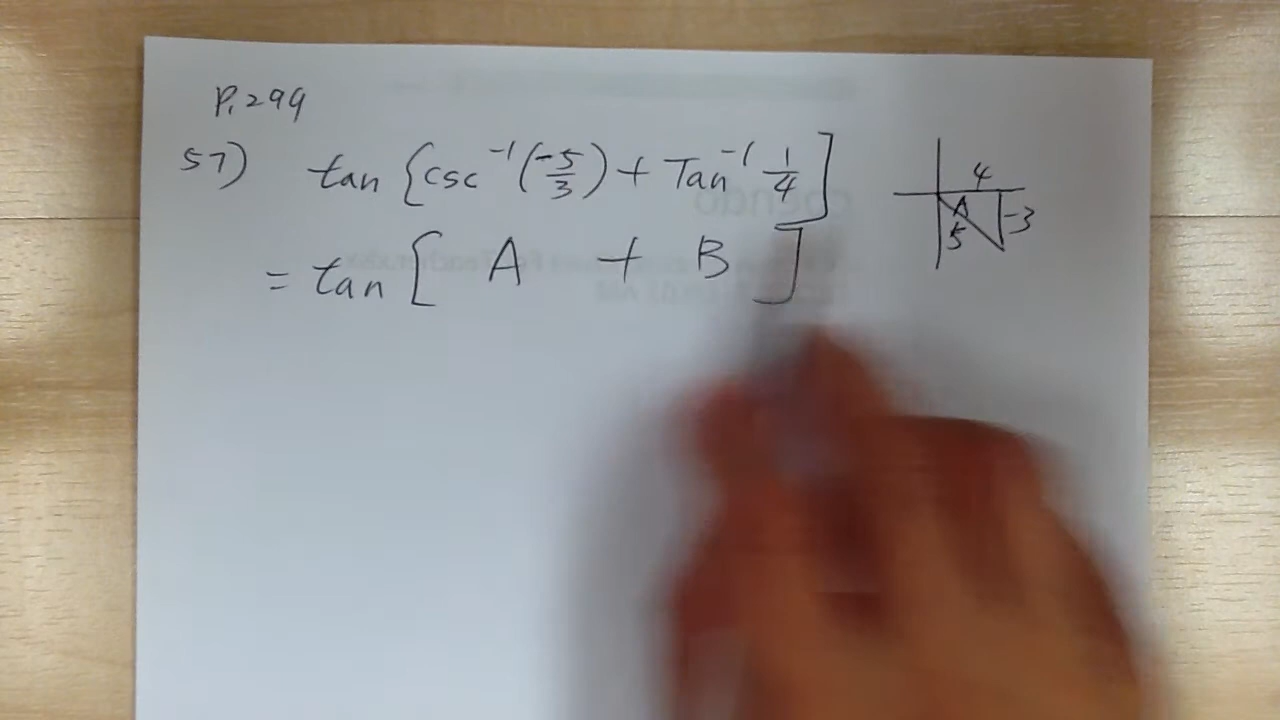 P. 299
57) tan [csc⁻¹(-5/3) + Tan⁻¹ 1/4]
= tan [ A + B ]
4
A
5
-3